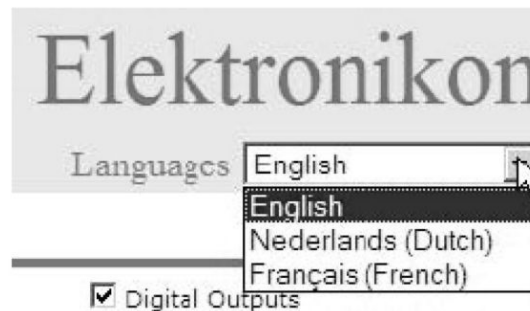 Elektronikon
Languages English
English
Nederlands (Dutch)
Français (French)
Digital Outputs